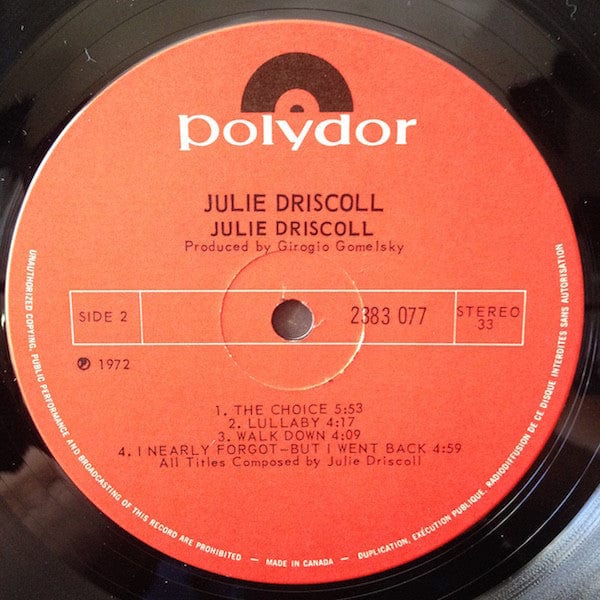 polydor
JULIE DRISCOLL
JULIE DRISCOLL
Produced by Girogio Gomelsky
SIDE 2
2383 077
STEREO
33
℗ 1972
1. THE CHOICE 5:53
2. LULLABY 4:17
3. WALK DOWN 4:09
4. I NEARLY FORGOT—BUT I WENT BACK 4:59
All Titles Composed by Julie Driscoll
UNAUTHORIZED COPYING, PUBLIC PERFORMANCE AND BROADCASTING OF THIS RECORD ARE PROHIBITED — MADE IN CANADA — DUPLICATION, EXÉCUTION PUBLIQUE, RADIODIFFUSION DE CE DISQUE INTERDITES SANS AUTORISATION